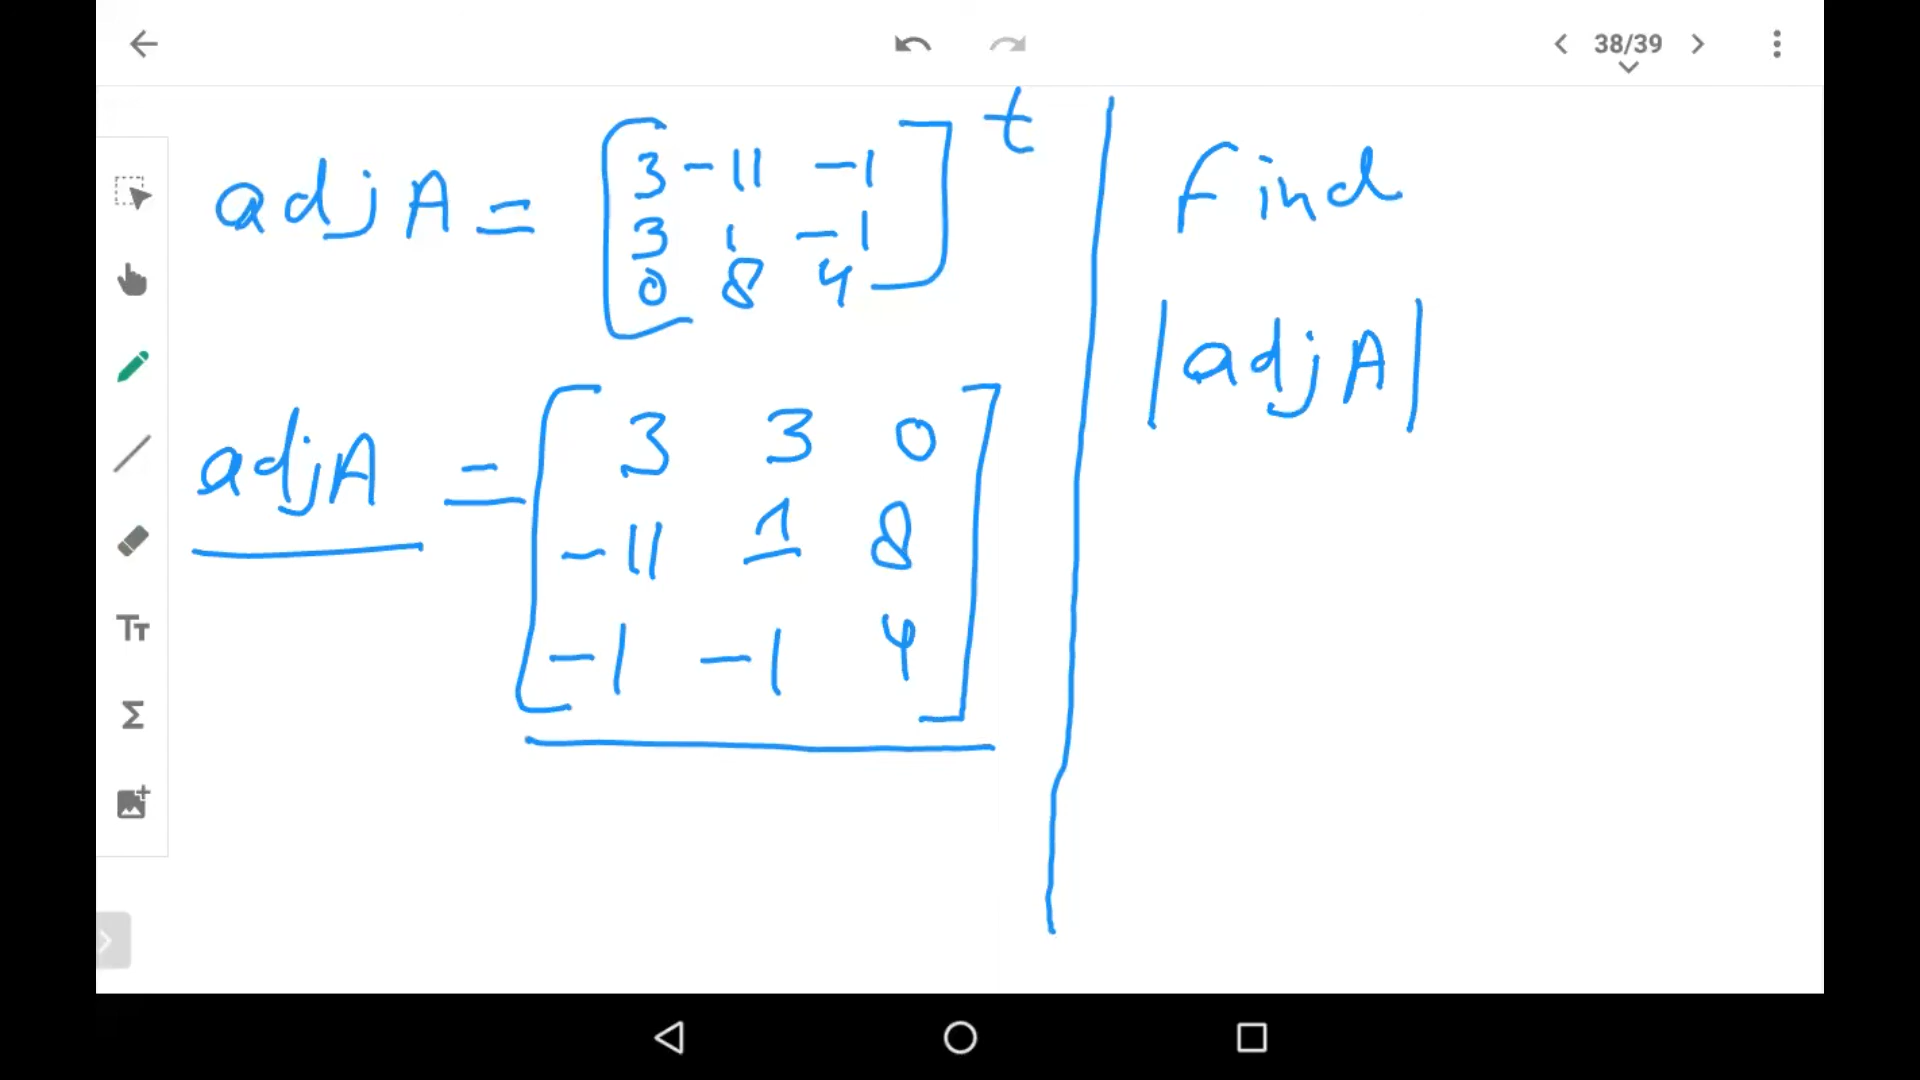 38/39
adj A = [ 3 -11 -1
3 1 -1
0 8 4 ] t
adj A = [ 3 3 0
-11 1 8
-1 -1 4 ]
Find
|adj A|
Tт
Σ